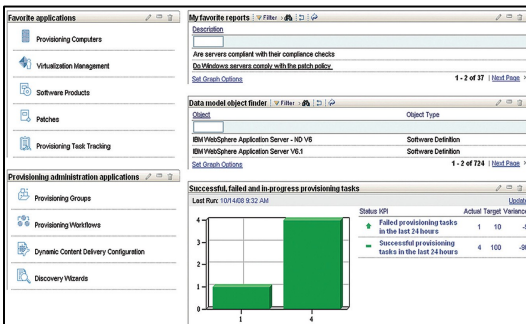 Favorite applications
Provisioning Computers
Virtualization Management
Software Products
Patches
Provisioning Task Tracking
Provisioning administration applications
Provisioning Groups
Provisioning Workflows
Dynamic Content Delivery Configuration
Discovery Wizards
My favorite reports Filter
Description
Are servers compliant with their compliance checks
Do Windows servers comply with the patch policy
Set Graph Options 1 - 2 of 37 Next Page
Data model object finder Filter
Object Object Type
IBM WebSphere Application Server - ND V6 Software Definition
IBM WebSphere Application Server V6.1 Software Definition
Set Graph Options 1 - 2 of 724 Next Page
Successful, failed and in-progress provisioning tasks
Last Run: 10/14/08 9:32 AM Update
Status KPI Actual Target Variance
Failed provisioning tasks 1 10
in the last 24 hours
Successful provisioning 4 100
tasks in the last 24 hours
4
3
2
1
0
1 4